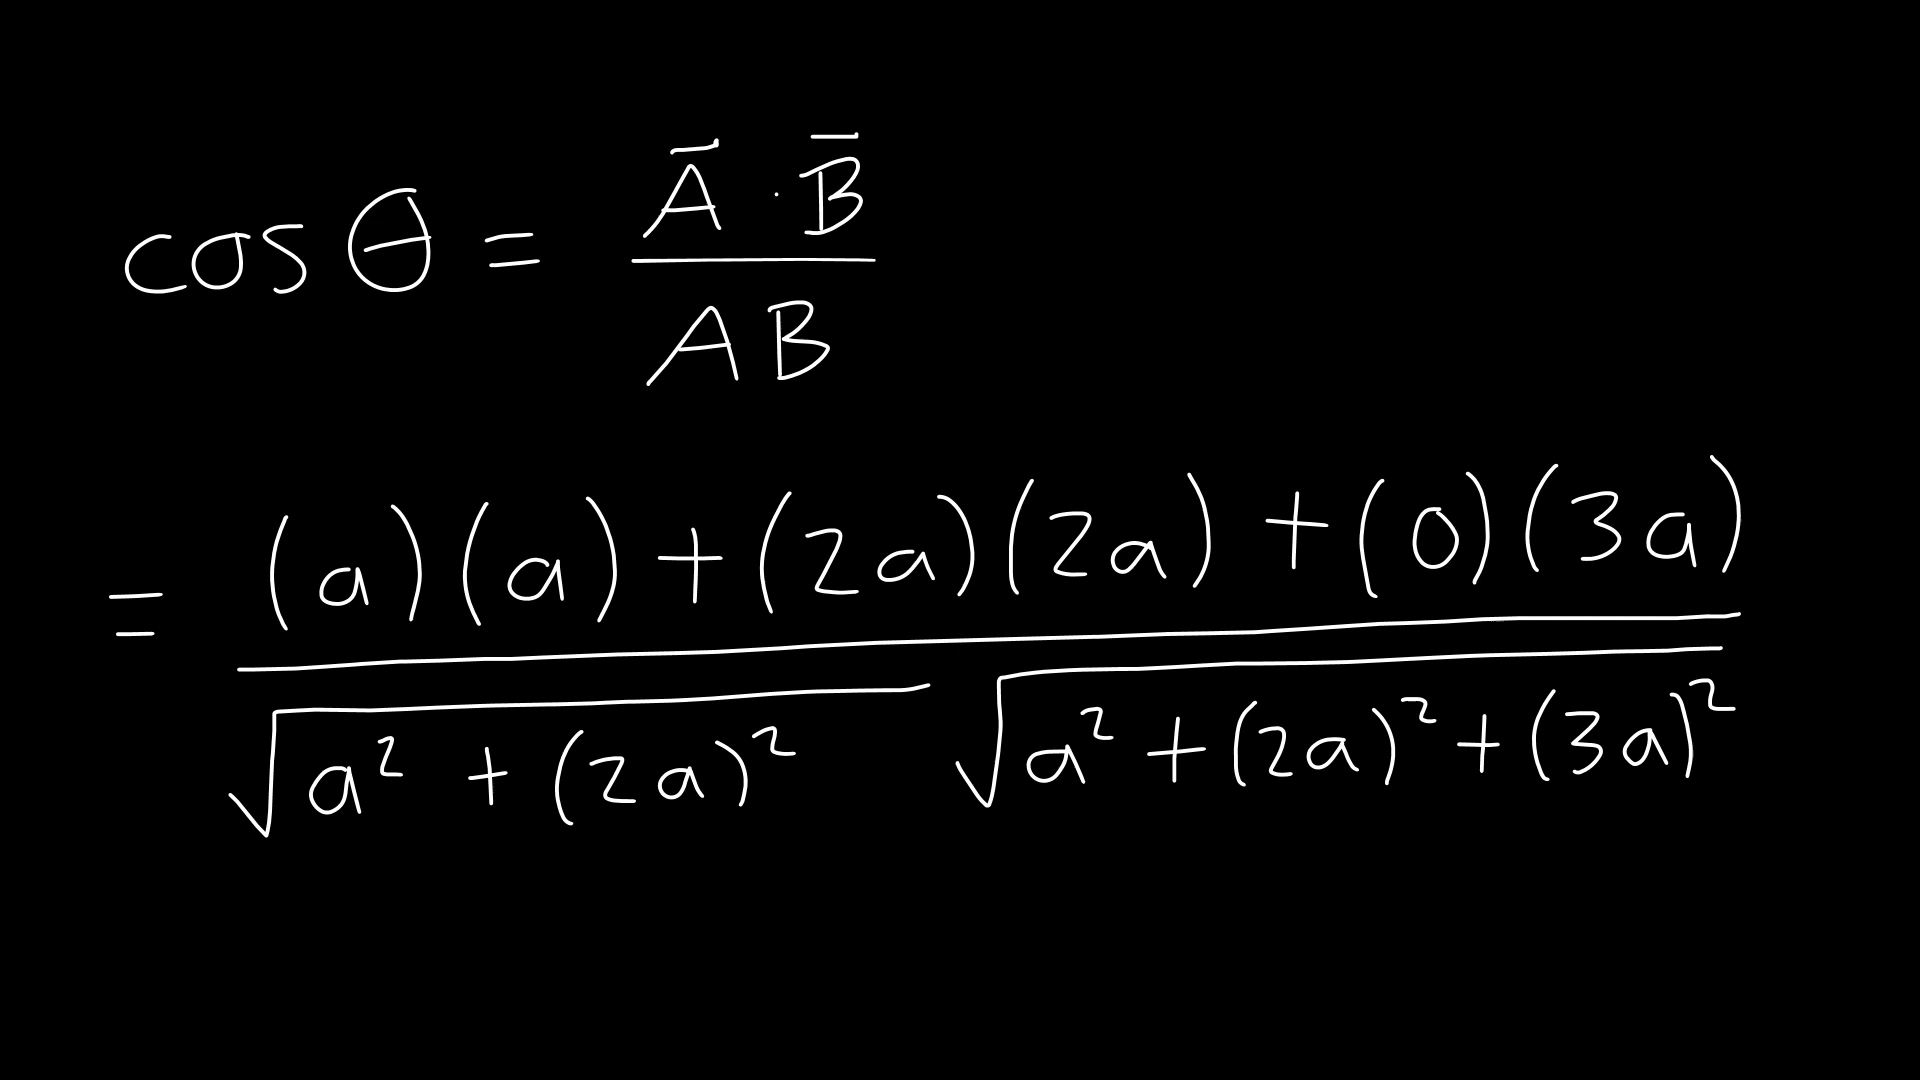 cos θ = A̅ · B̅ / AB
= (a)(a) + (2a)(2a) + (0)(3a) / √(a² + (2a)²) √(a² + (2a)² + (3a)²)